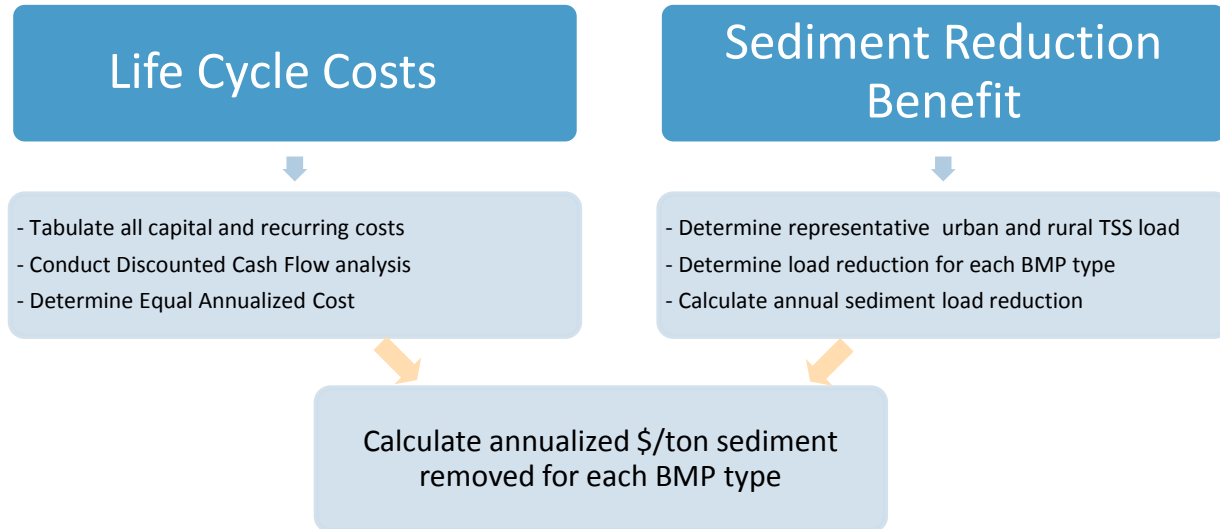 Life Cycle Costs
Sediment Reduction
Benefit
- Tabulate all capital and recurring costs
- Conduct Discounted Cash Flow analysis
- Determine Equal Annualized Cost
- Determine representative  urban and rural TSS load
- Determine load reduction for each BMP type
- Calculate annual sediment load reduction
Calculate annualized $/ton sediment
removed for each BMP type